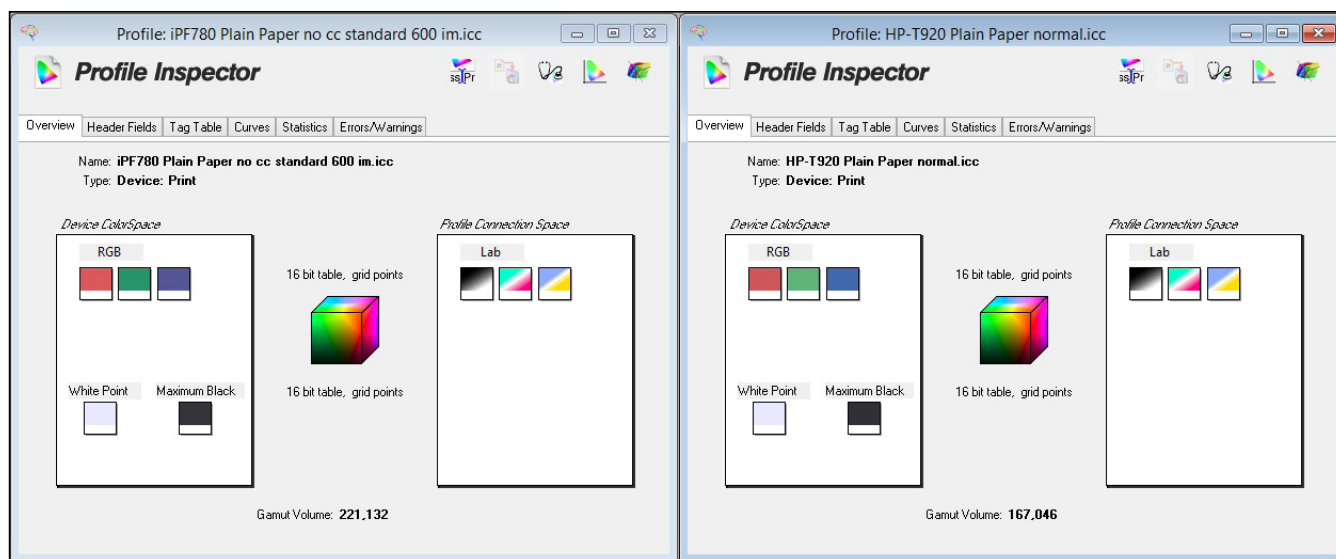 Profile: iPF780 Plain Paper no cc standard 600 im.icc
Profile Inspector
ss Pr
Overview Header Fields Tag Table Curves Statistics Errors/Warnings
Name: iPF780 Plain Paper no cc standard 600 im.icc
Type: Device: Print
Device ColorSpace
Profile Connection Space
RGB
Lab
16 bit table, grid points
White Point Maximum Black
16 bit table, grid points
Gamut Volume: 221,132
Profile: HP-T920 Plain Paper normal.icc
Profile Inspector
ss Pr
Overview Header Fields Tag Table Curves Statistics Errors/Warnings
Name: HP-T920 Plain Paper normal.icc
Type: Device: Print
Device ColorSpace
Profile Connection Space
RGB
Lab
16 bit table, grid points
White Point Maximum Black
16 bit table, grid points
Gamut Volume: 167,046